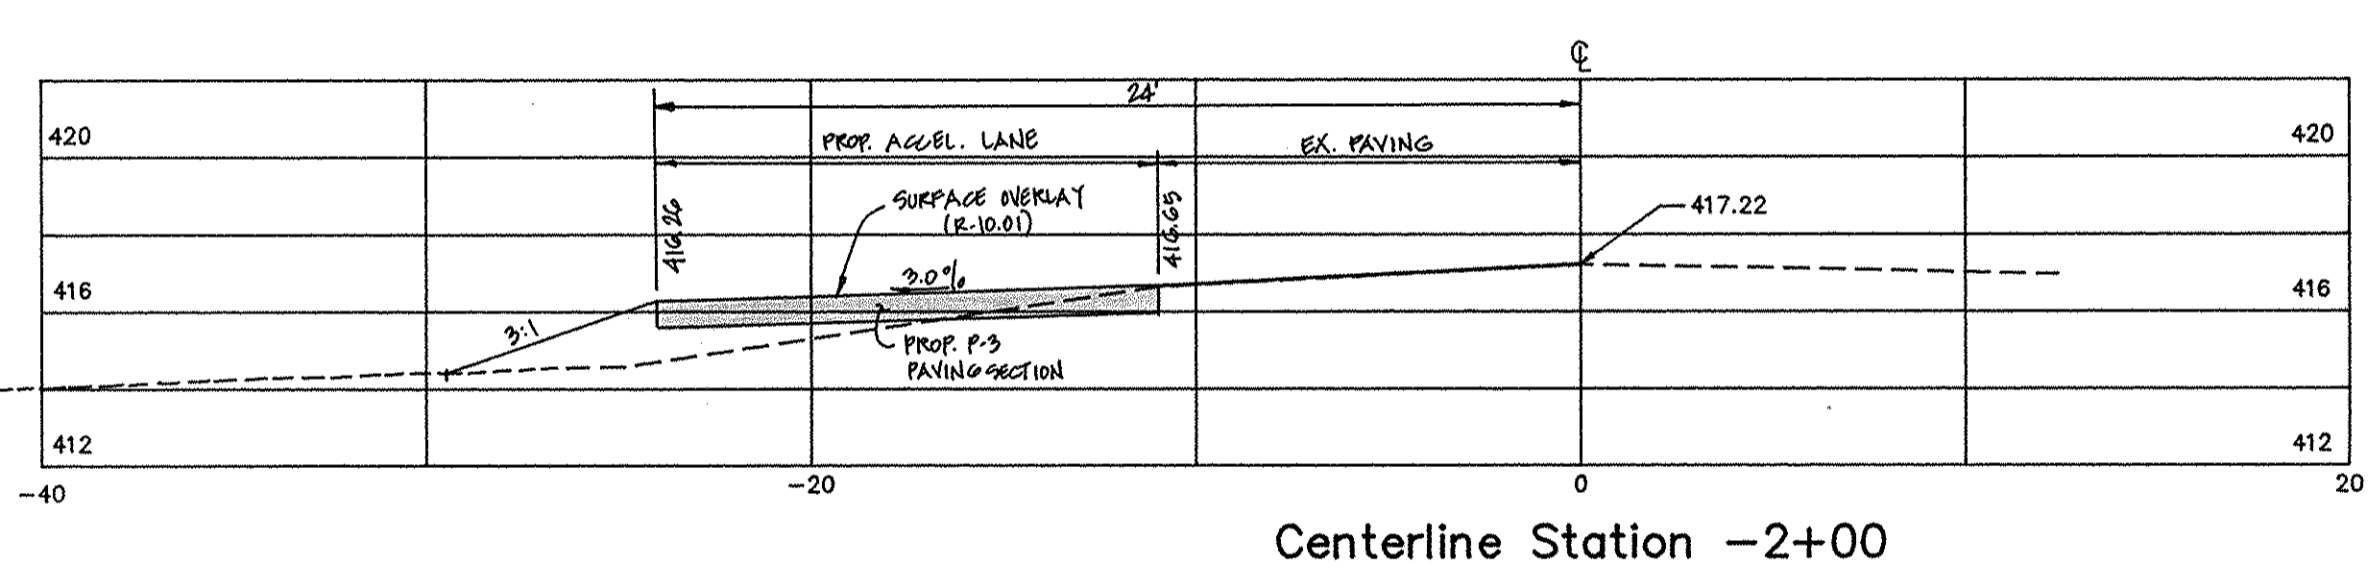 ℄
24'
420
PROP. ACCEL. LANE
EX. PAVING
420
SURFACE OVERLAY
(R-10.01)
416.26
416.65
417.22
3.0%
416
416
3:1
PROP. P-3
PAVING SECTION
412
412
-40
-20
0
20
Centerline Station -2+00